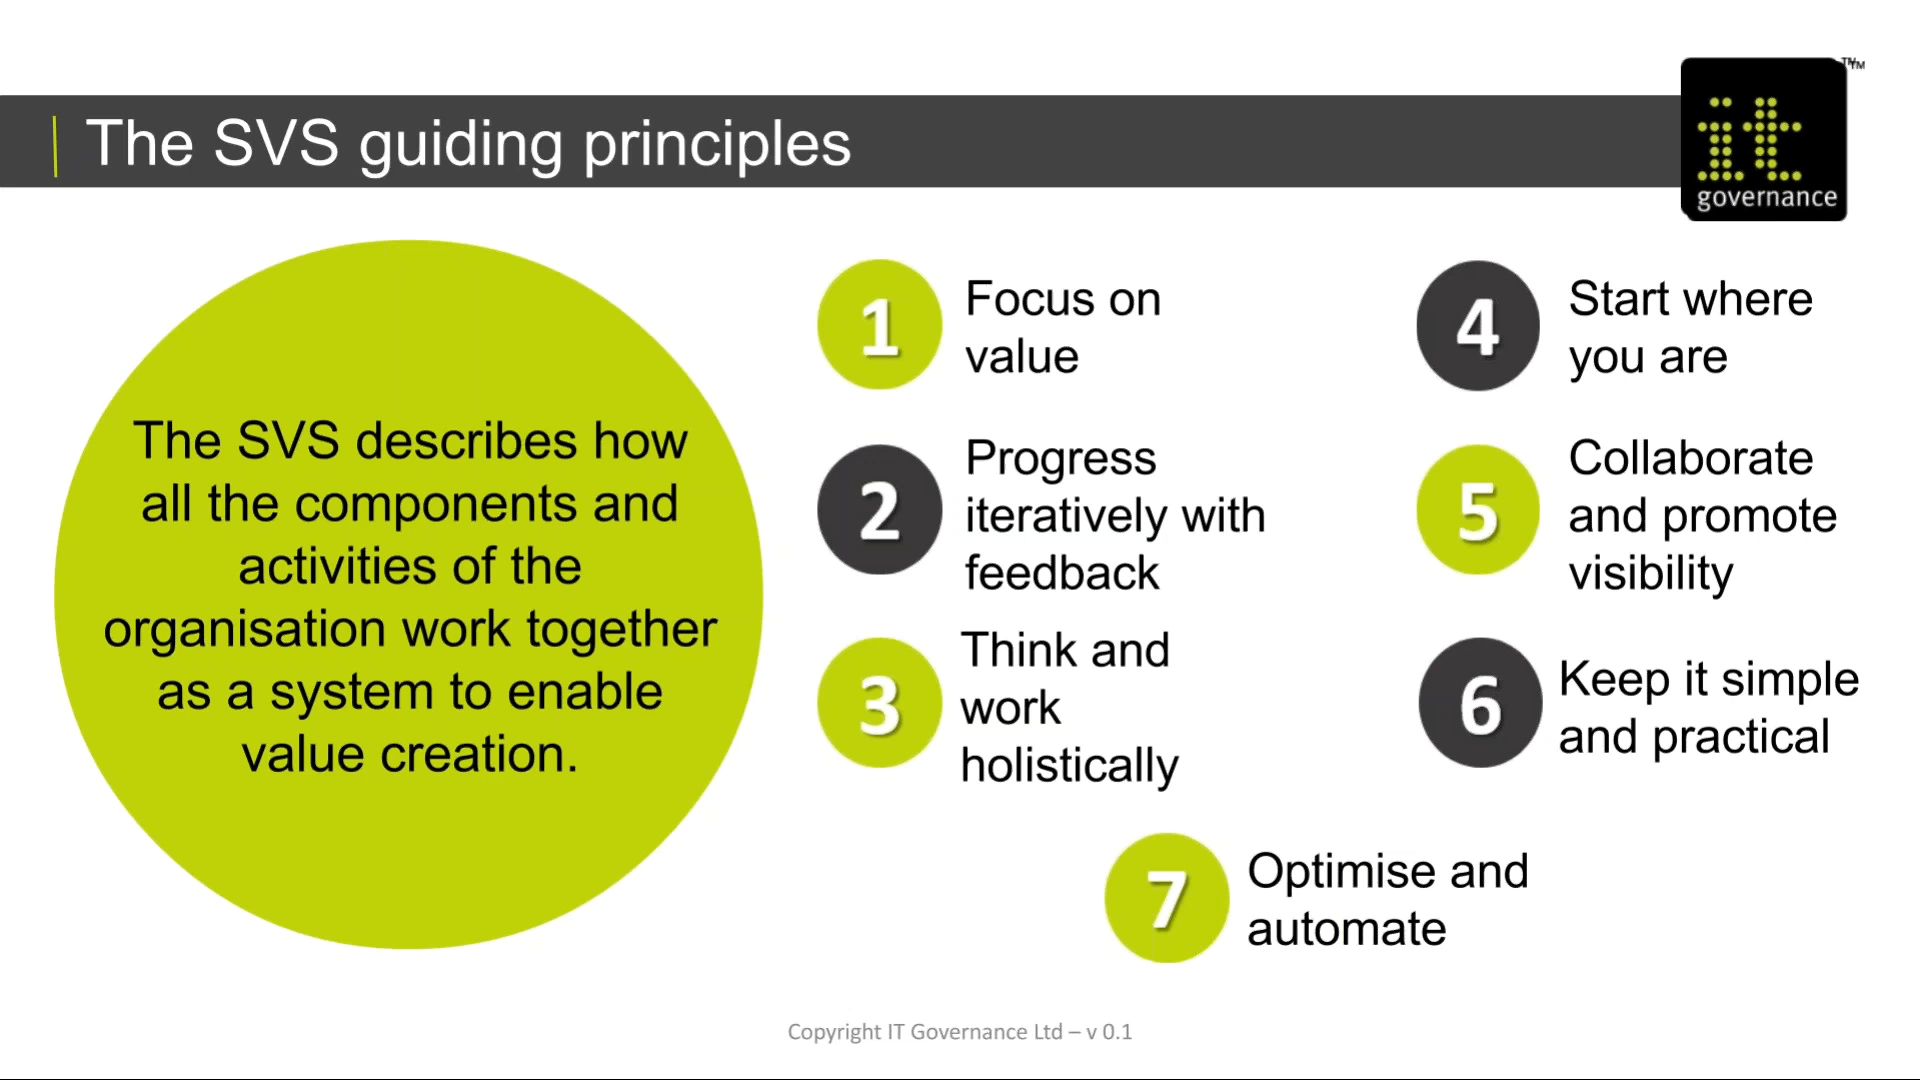 The SVS guiding principles
™
™
it
governance
The SVS describes how
all the components and
activities of the
organisation work together
as a system to enable
value creation.
1
Focus on
value
2
Progress
iteratively with
feedback
3
Think and
work
holistically
4
Start where
you are
5
Collaborate
and promote
visibility
6
Keep it simple
and practical
7
Optimise and
automate
Copyright IT Governance Ltd – v 0.1